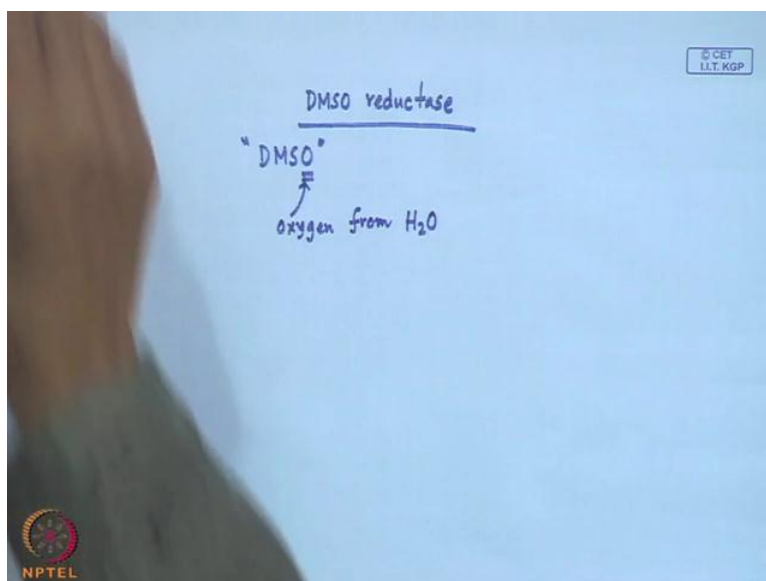 © CET
I.I.T. KGP
DMSO reductase
"DMSO"
oxygen from H₂O
NPTEL